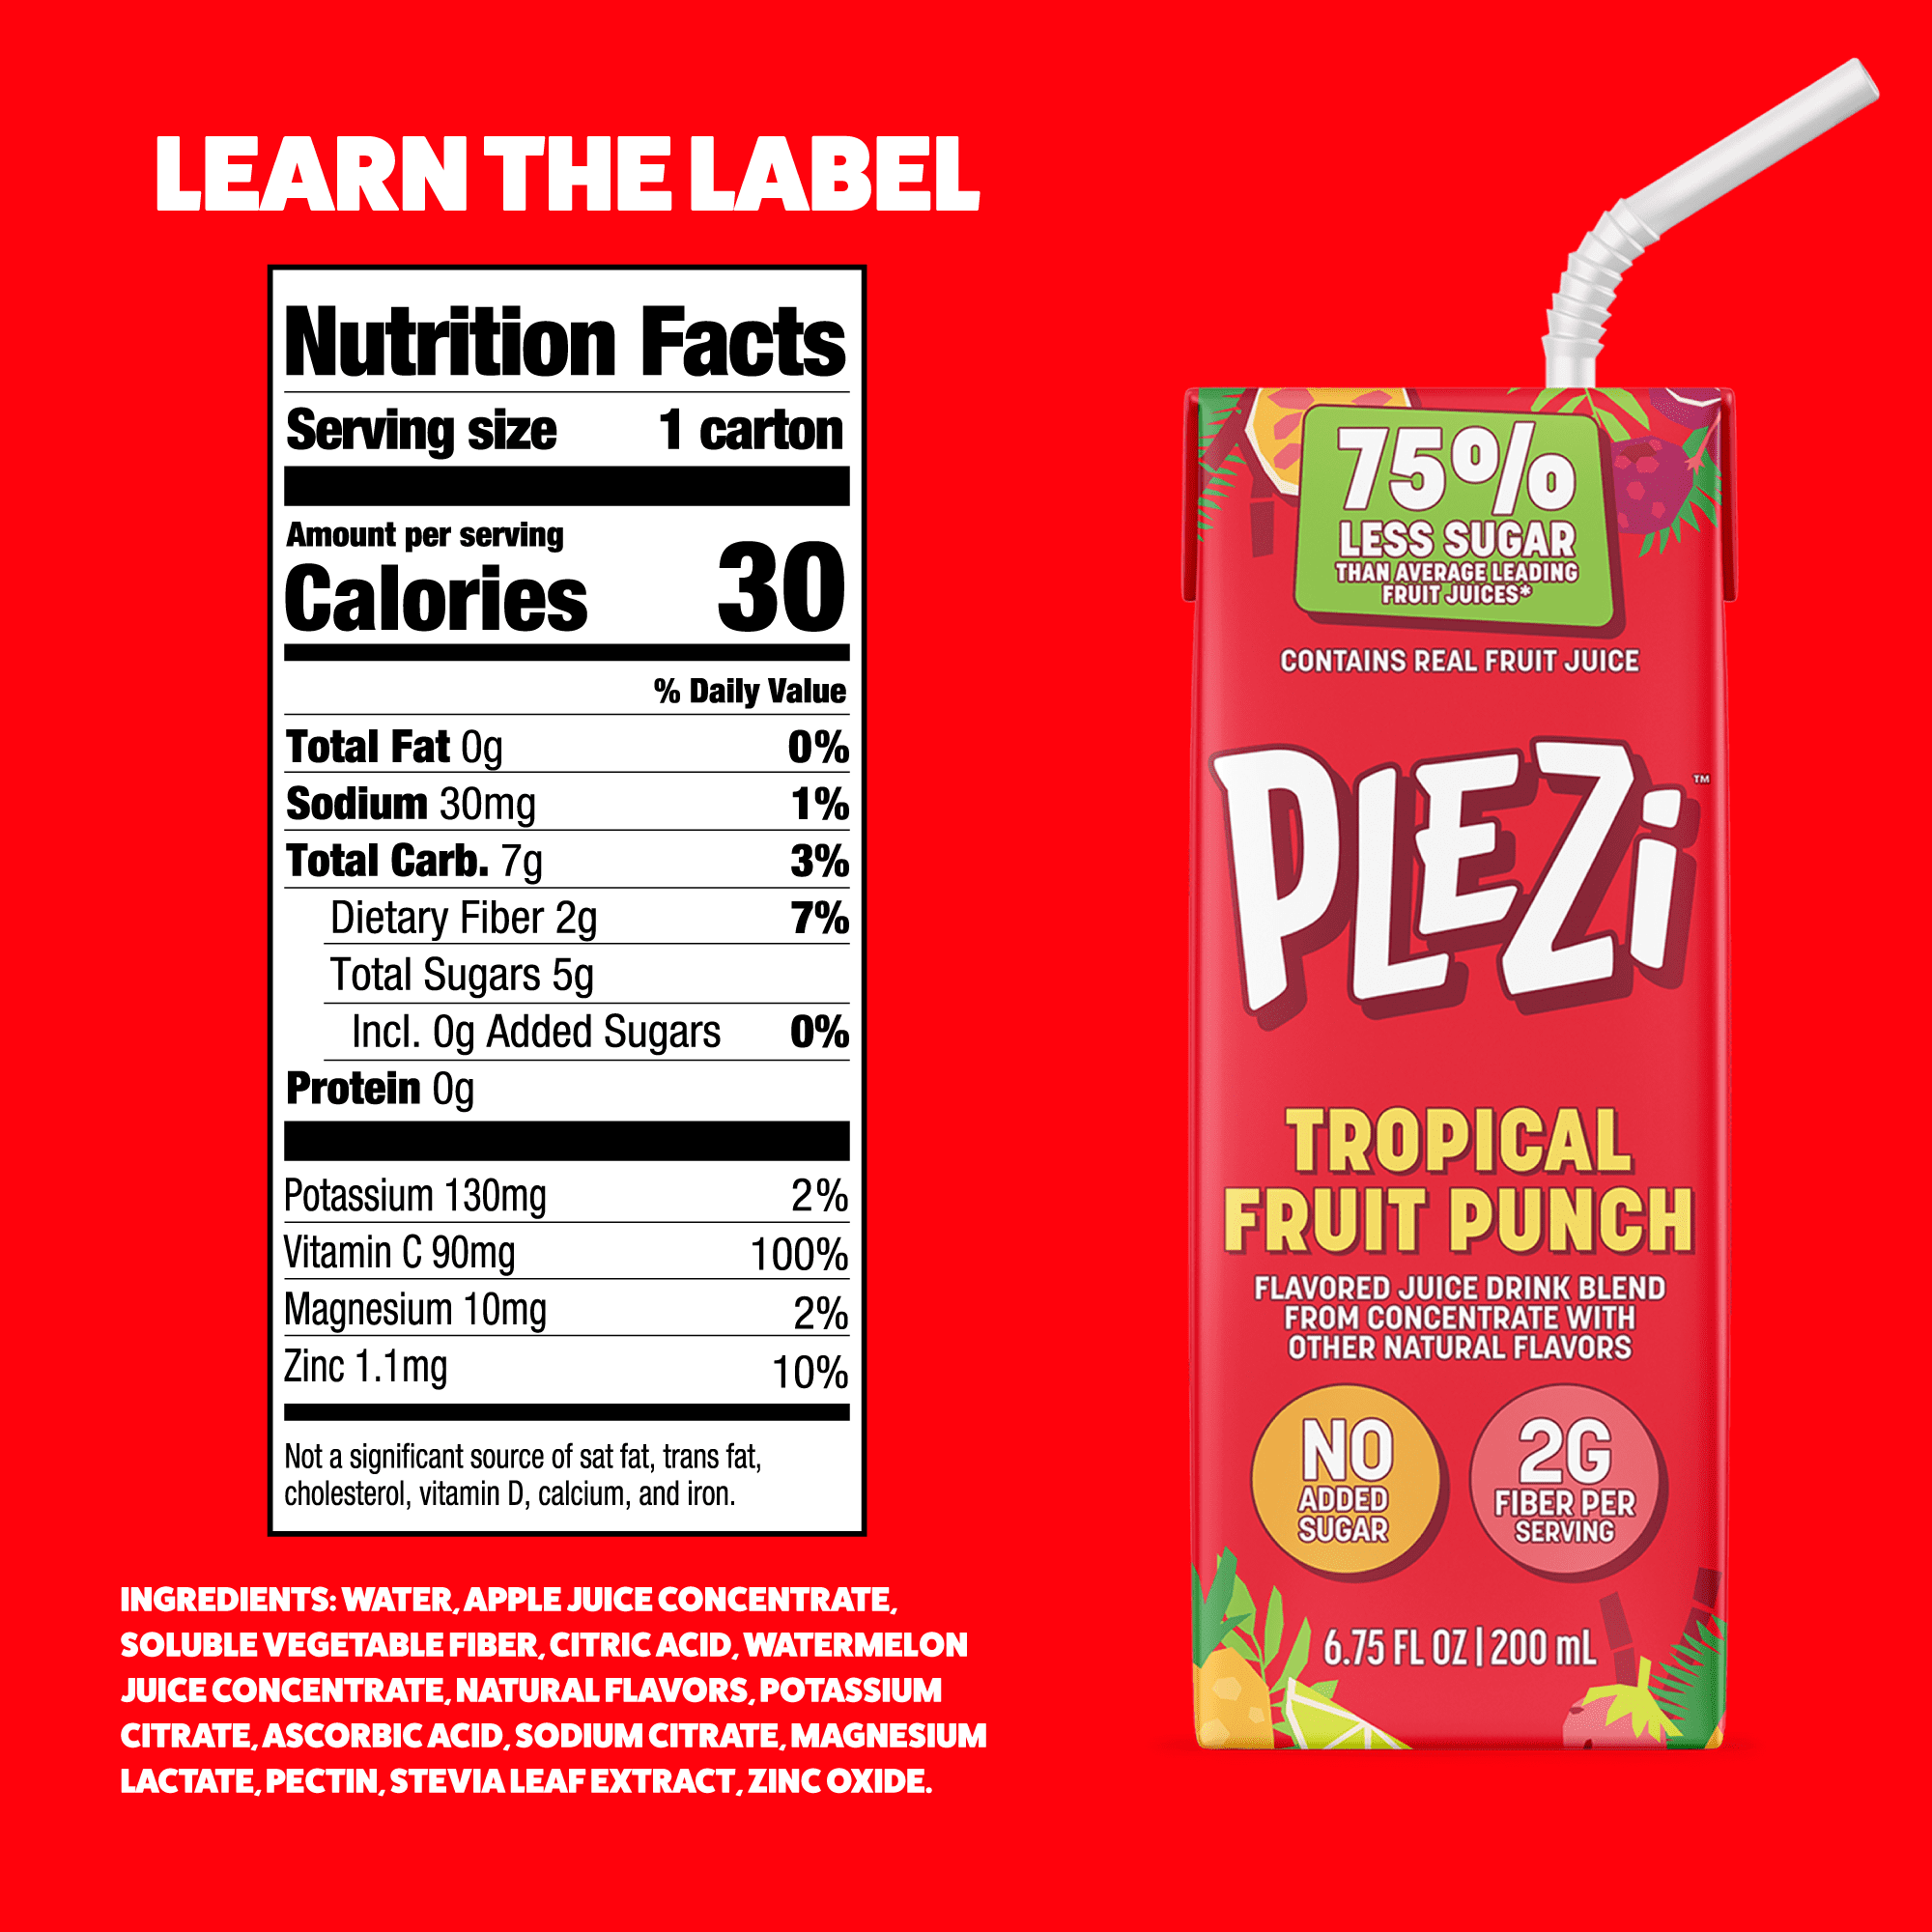 LEARN THE LABEL
Nutrition Facts
Serving size 1 carton
Amount per serving
Calories 30
% Daily Value
Total Fat 0g 0%
Sodium 30mg 1%
Total Carb. 7g 3%
Dietary Fiber 2g 7%
Total Sugars 5g
Incl. 0g Added Sugars 0%
Protein 0g
Potassium 130mg 2%
Vitamin C 90mg 100%
Magnesium 10mg 2%
Zinc 1.1mg 10%
Not a significant source of sat fat, trans fat,
cholesterol, vitamin D, calcium, and iron.
INGREDIENTS: WATER, APPLE JUICE CONCENTRATE,
SOLUBLE VEGETABLE FIBER, CITRIC ACID, WATERMELON
JUICE CONCENTRATE, NATURAL FLAVORS, POTASSIUM
CITRATE, ASCORBIC ACID, SODIUM CITRATE, MAGNESIUM
LACTATE, PECTIN, STEVIA LEAF EXTRACT, ZINC OXIDE.
75%
LESS SUGAR
THAN AVERAGE LEADING
FRUIT JUICES*
CONTAINS REAL FRUIT JUICE
PLEZi™
TROPICAL
FRUIT PUNCH
FLAVORED JUICE DRINK BLEND
FROM CONCENTRATE WITH
OTHER NATURAL FLAVORS
NO
ADDED
SUGAR
2G
FIBER PER
SERVING
6.75 FL OZ | 200 mL